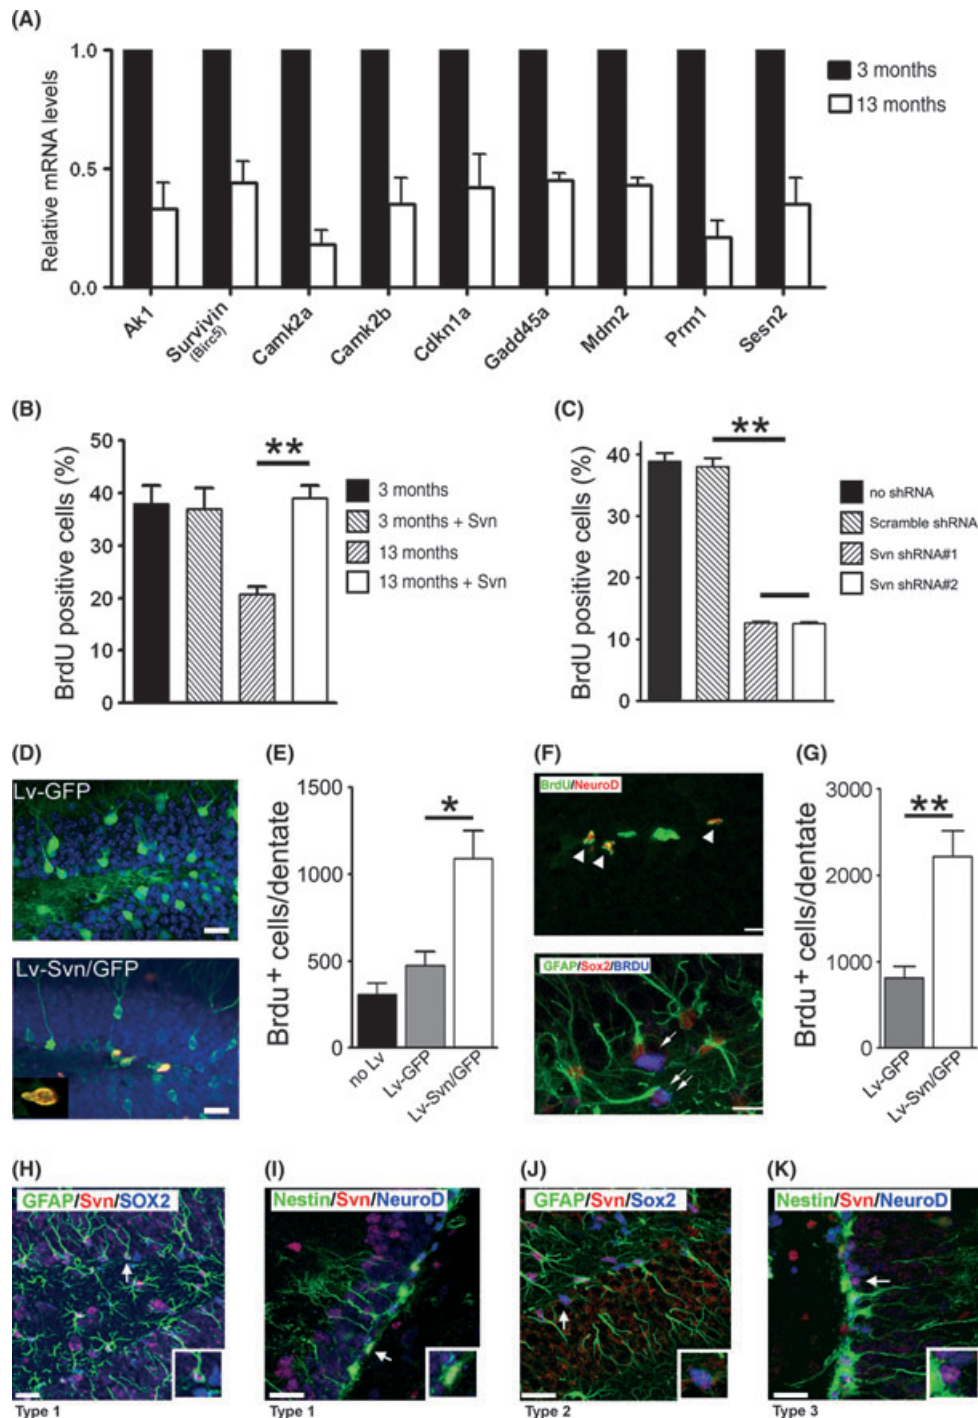 (A)
Relative mRNA levels
1.0
0.5
0.0
3 months
13 months
Ak1
Survivin
(Birc5)
Camk2a
Camk2b
Cdkn1a
Gadd45a
Mdm2
Prm1
Sesn2
(B)
BrdU positive cells (%)
50
40
30
20
10
0
**
3 months
3 months + Svn
13 months
13 months + Svn
(C)
BrdU positive cells (%)
40
30
20
10
0
**
no shRNA
Scramble shRNA
Svn shRNA#1
Svn shRNA#2
(D)
Lv-GFP
Lv-Svn/GFP
(E)
Brdu+ cells/dentate
1500
1000
500
0
*
no Lv
Lv-GFP
Lv-Svn/GFP
(F)
BrdU/NeuroD
GFAP/Sox2/BRDU
(G)
Brdu+ cells/dentate
3000
2000
1000
0
**
Lv-GFP
Lv-Svn/GFP
(H)
GFAP/Svn/SOX2
Type 1
(I)
Nestin/Svn/NeuroD
Type 1
(J)
GFAP/Svn/Sox2
Type 2
(K)
Nestin/Svn/NeuroD
Type 3